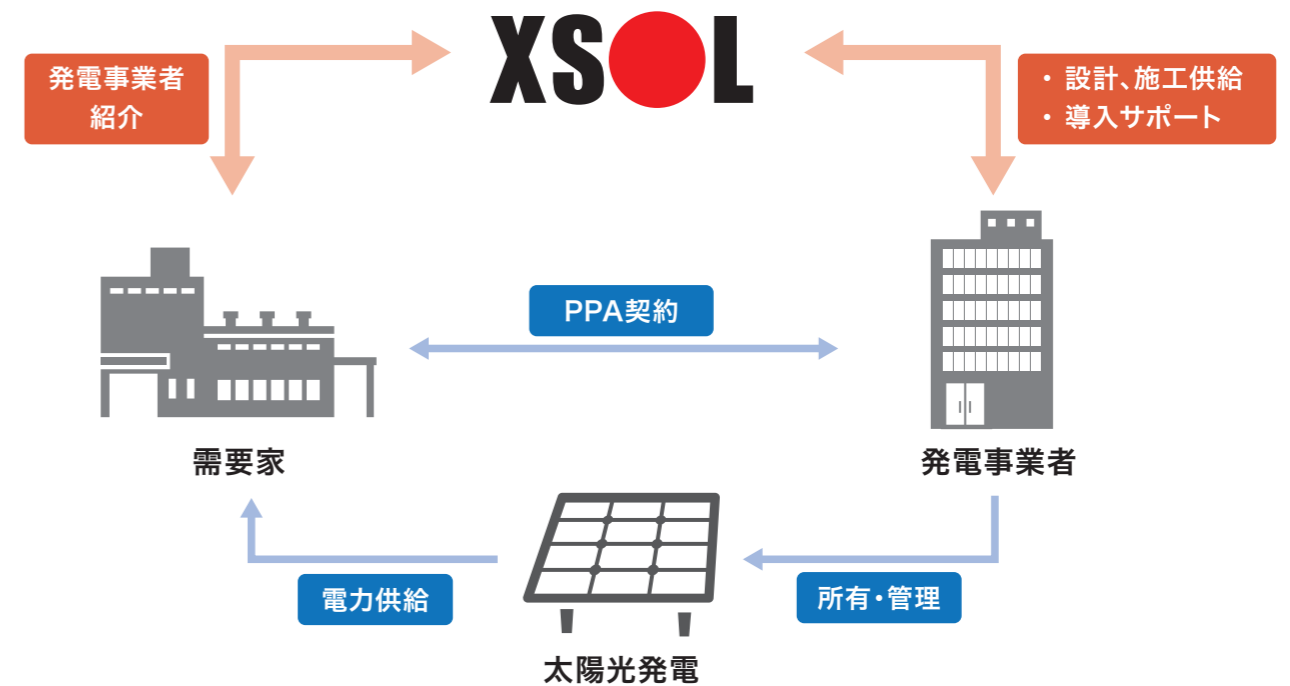 XSOL
発電事業者
紹介
・ 設計、施工供給
・ 導入サポート
PPA契約
需要家
発電事業者
電力供給
所有・管理
太陽光発電